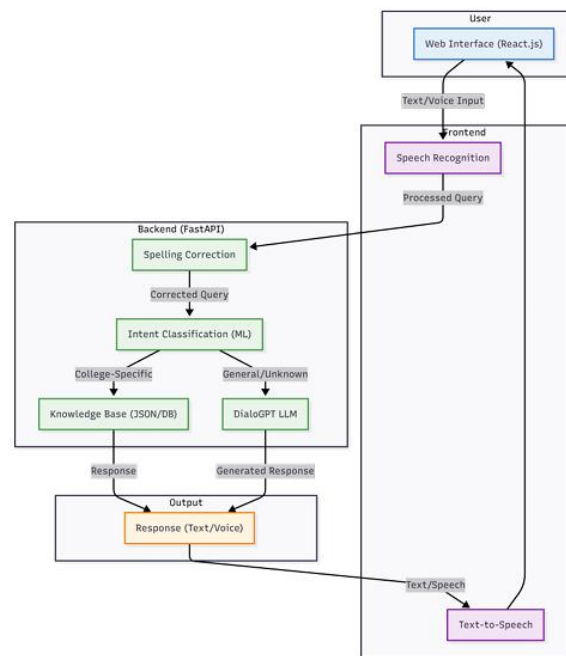 User
Web Interface (React.js)
Text/Voice Input
Frontend
Speech Recognition
Processed Query
Backend (FastAPI)
Spelling Correction
Corrected Query
Intent Classification (ML)
College-Specific
General/Unknown
Knowledge Base (JSON/DB)
DialoGPT LLM
Response
Generated Response
Output
Response (Text/Voice)
Text/Speech
Text-to-Speech